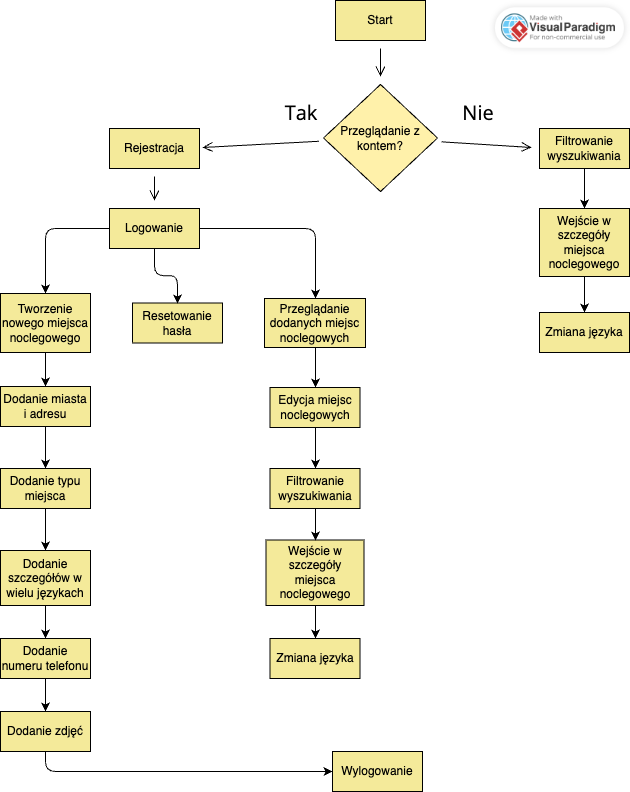 Start
Made with
Visual Paradigm
For non-commercial use
Tak
Nie
Przeglądanie z
kontem?
Rejestracja
Filtrowanie
wyszukiwania
Logowanie
Wejście w
szczegóły
miejsca
noclegowego
Tworzenie
nowego miejsca
noclegowego
Resetowanie
hasła
Przeglądanie
dodanych miejsc
noclegowych
Zmiana języka
Dodanie miasta
i adresu
Edycja miejsc
noclegowych
Dodanie typu
miejsca
Filtrowanie
wyszukiwania
Dodanie
szczegółów w
wielu językach
Wejście w
szczegóły
miejsca
noclegowego
Dodanie
numeru telefonu
Zmiana języka
Dodanie zdjęć
Wylogowanie